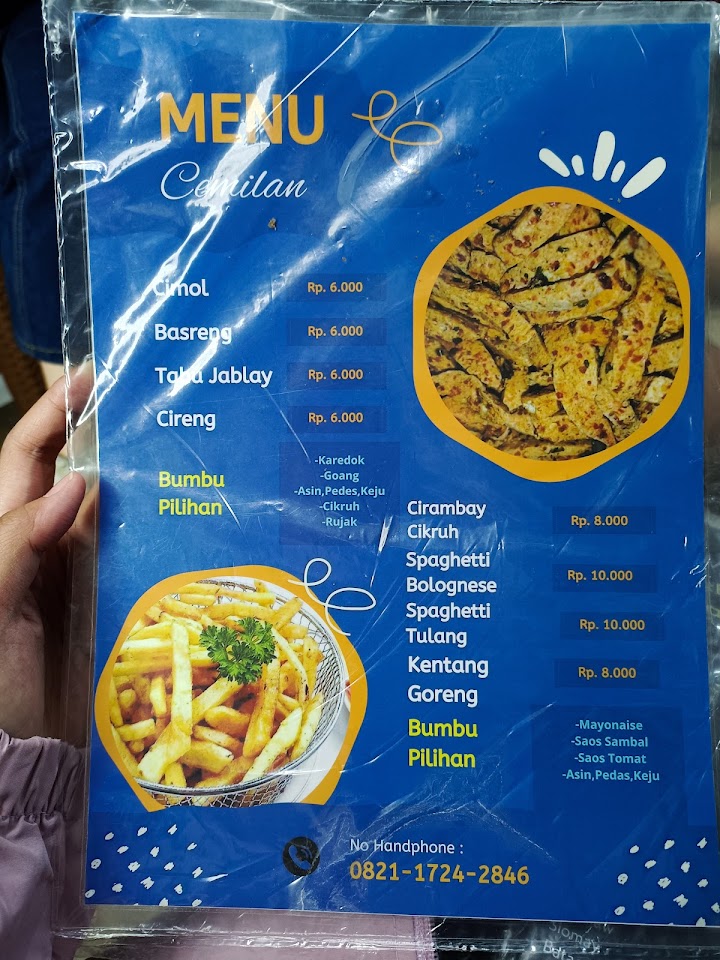 MENU
Cemilan
Cimol Rp. 6.000
Basreng Rp. 6.000
Tahu Jablay Rp. 6.000
Cireng Rp. 6.000
Bumbu
Pilihan
-Karedok
-Goang
-Asin,Pedes,Keju
-Cikruh
-Rujak
Cirambay
Cikruh
Rp. 8.000
Spaghetti
Bolognese
Rp. 10.000
Spaghetti
Tulang
Rp. 10.000
Kentang
Goreng
Rp. 8.000
Bumbu
Pilihan
-Mayonaise
-Saos Sambal
-Saos Tomat
-Asin,Pedas,Keju
No Handphone :
0821-1724-2846